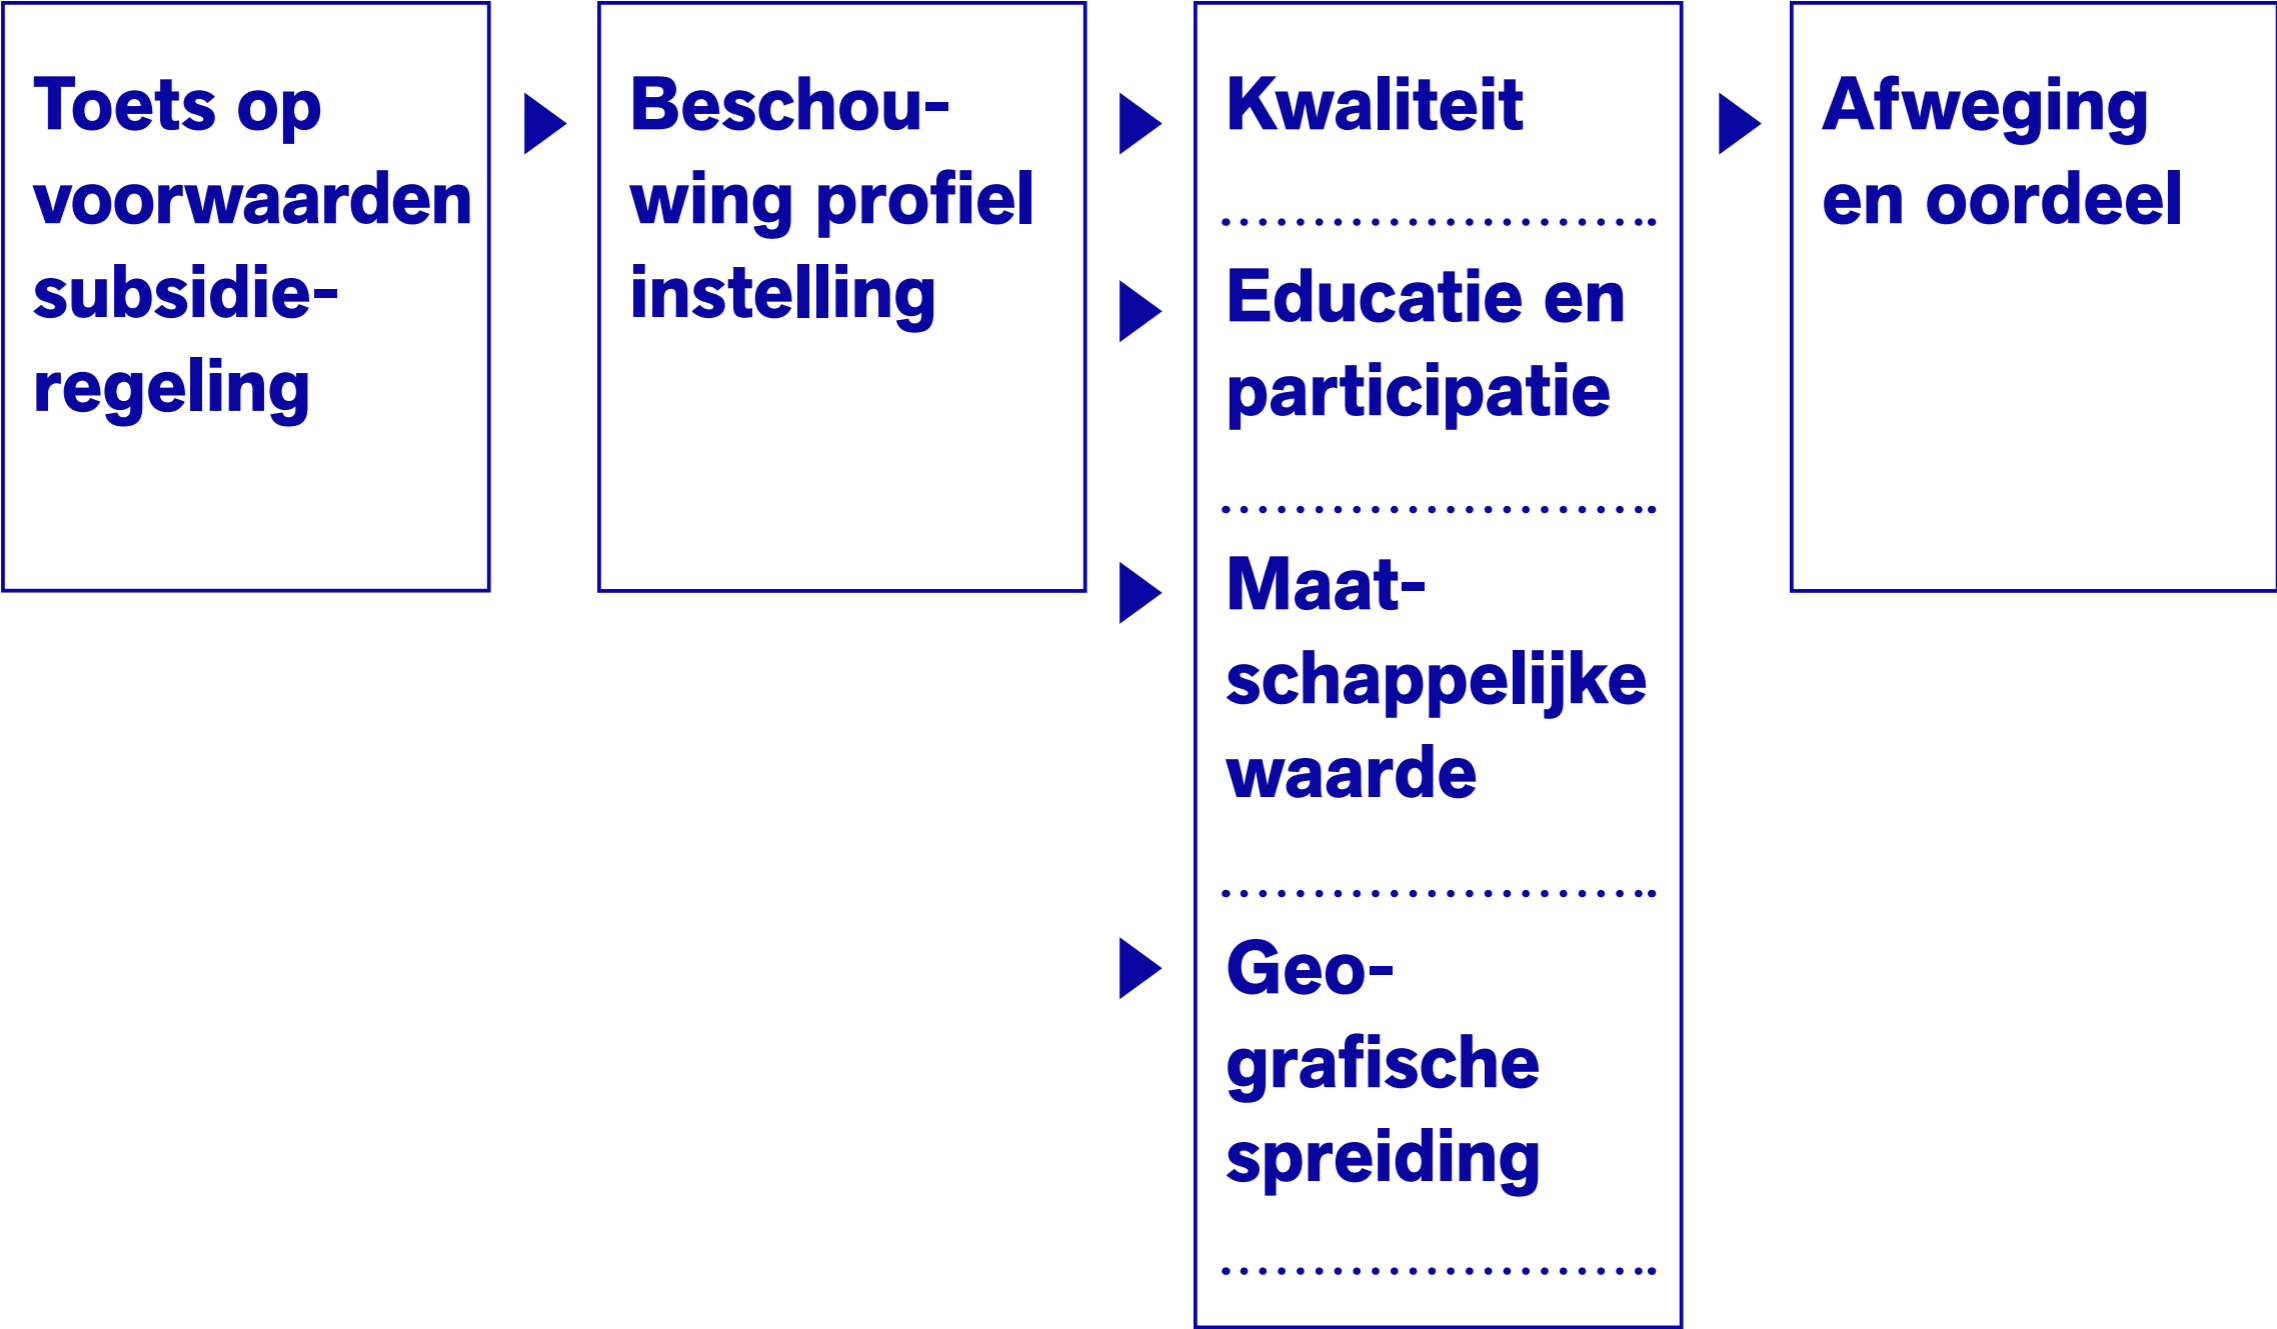 Toets op
voorwaarden
subsidie-
regeling
Beschou-
wing profiel
instelling
Kwaliteit
Educatie en
participatie
Maat-
schappelijke
waarde
Geo-
grafische
spreiding
Afweging
en oordeel